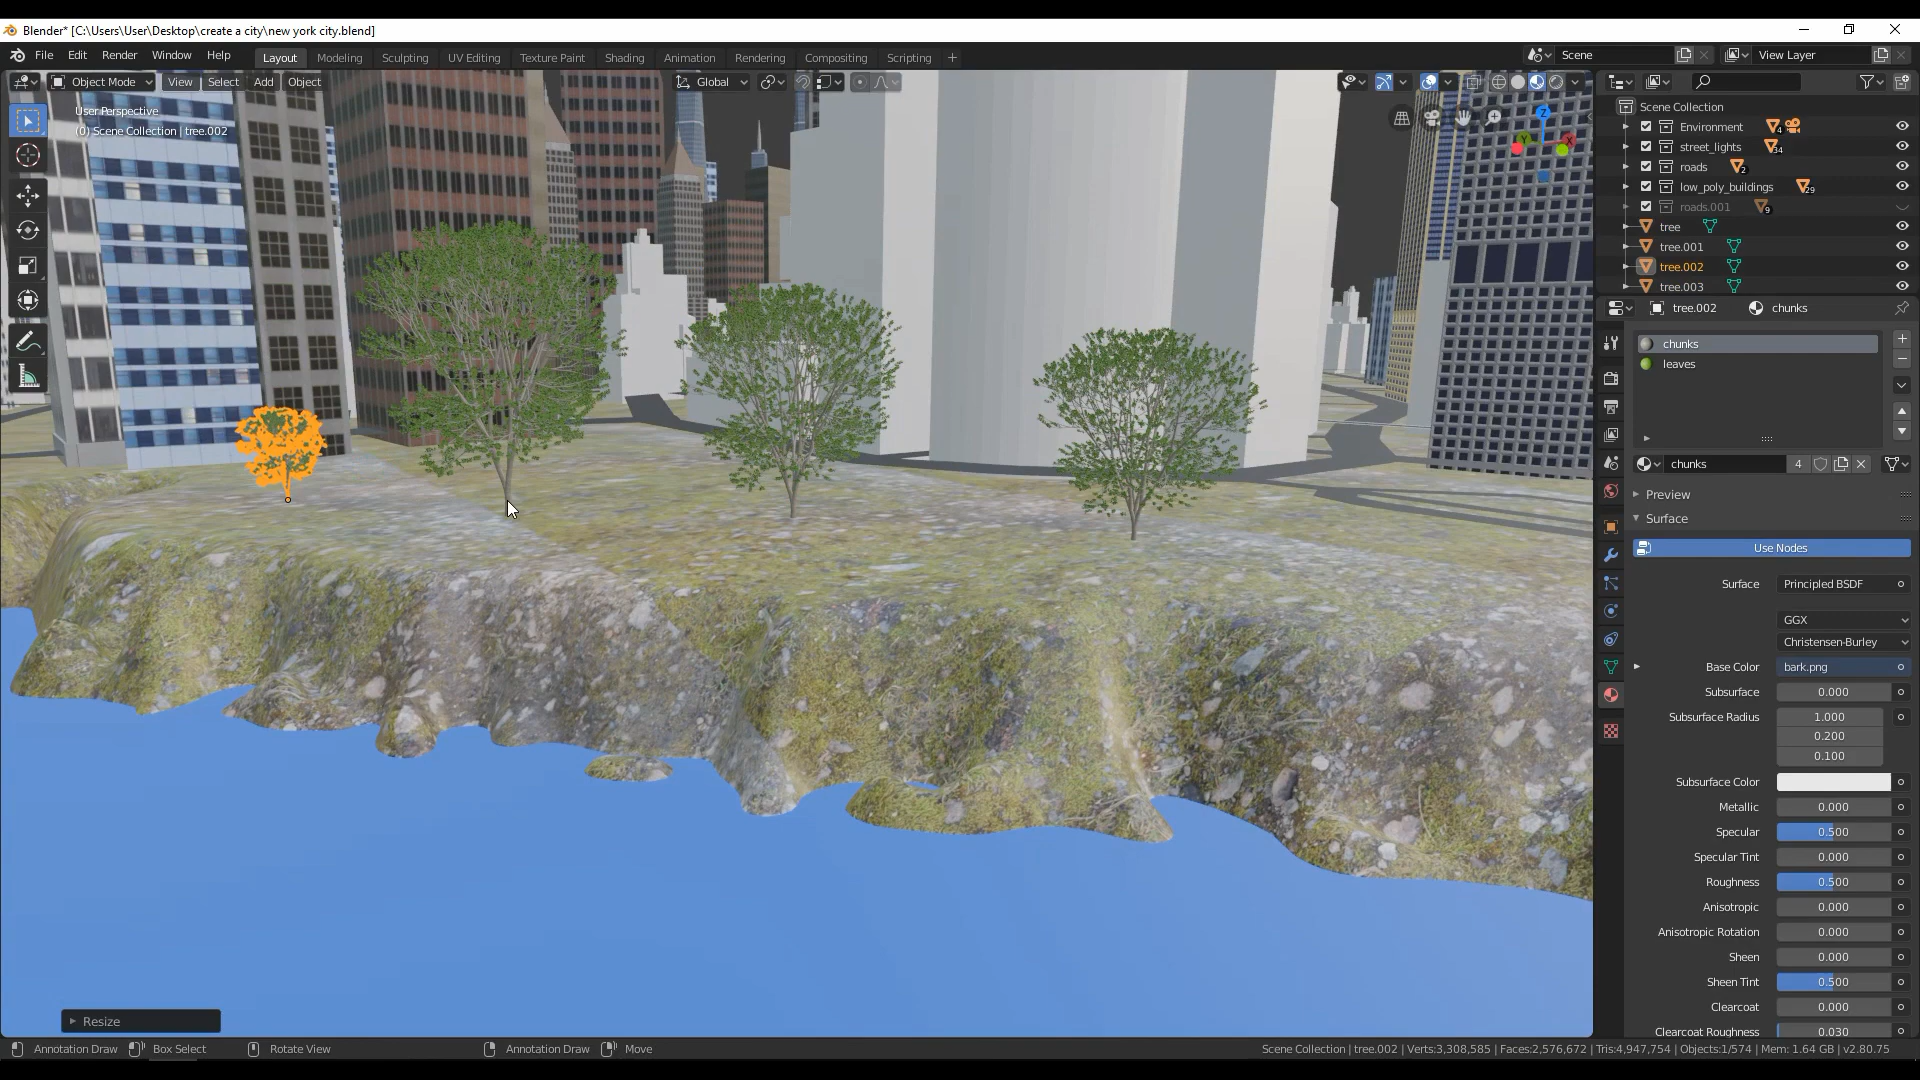 Blender* [C:\Users\User\Desktop\create a city\new york city.blend]
File Edit Render Window Help Layout Modeling Sculpting UV Editing Texture Paint Shading Animation Rendering Compositing Scripting + Scene View Layer
Object Mode View Select Add Object Global
User Perspective
(0) Scene Collection | tree.002
Z
Y
X
Scene Collection
Environment 4
street_lights 34
roads 2
low_poly_buildings 29
roads.001 9
tree
tree.001
tree.002
tree.003
tree.002 chunks
chunks
leaves
chunks 4
Preview
Surface
Use Nodes
Surface Principled BSDF
GGX
Christensen-Burley
Base Color bark.png
Subsurface 0.000
Subsurface Radius 1.000
0.200
0.100
Subsurface Color
Metallic 0.000
Specular 0.500
Specular Tint 0.000
Roughness 0.500
Anisotropic 0.000
Anisotropic Rotation 0.000
Sheen 0.000
Sheen Tint 0.500
Clearcoat 0.000
Clearcoat Roughness 0.030
Resize
Annotation Draw Box Select Rotate View Annotation Draw Move Scene Collection | tree.002 | Verts:3,308,585 | Faces:2,576,672 | Tris:4,947,754 | Objects:1/574 | Mem: 1.64 GB | v2.80.75